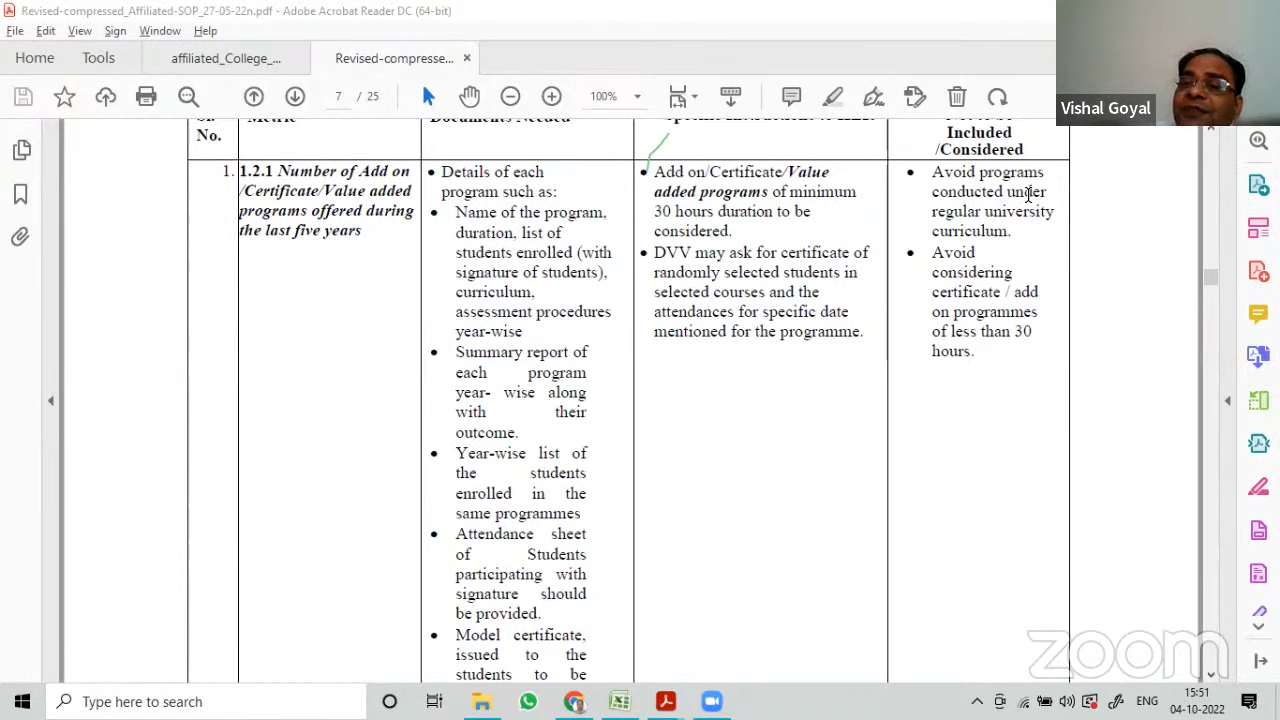 Revised-compressed_Affiliated-SOP_27-05-22n.pdf - Adobe Acrobat Reader DC (64-bit)
File Edit View Sign Window Help
Home Tools affiliated_College_... Revised-compresse... ×
7 / 25 100%
Vishal Goyal
No.
Metric
Documents Needed
Included
/Considered
1. 1.2.1 Number of Add on
/Certificate/Value added
programs offered during
the last five years
• Details of each
program such as:
• Name of the program,
duration, list of
students enrolled (with
signature of students),
curriculum,
assessment procedures
year-wise
• Summary report of
each program
year- wise along
with their
outcome.
• Year-wise list of
the students
enrolled in the
same programmes
• Attendance sheet
of Students
participating with
signature should
be provided.
• Model certificate,
issued to the
students to be
• Add on/Certificate/Value
added programs of minimum
30 hours duration to be
considered.
• DVV may ask for certificate of
randomly selected students in
selected courses and the
attendances for specific date
mentioned for the programme.
• Avoid programs
conducted under
regular university
curriculum.
• Avoid
considering
certificate / add
on programmes
of less than 30
hours.
zoom
Type here to search
ENG
15:51
04-10-2022